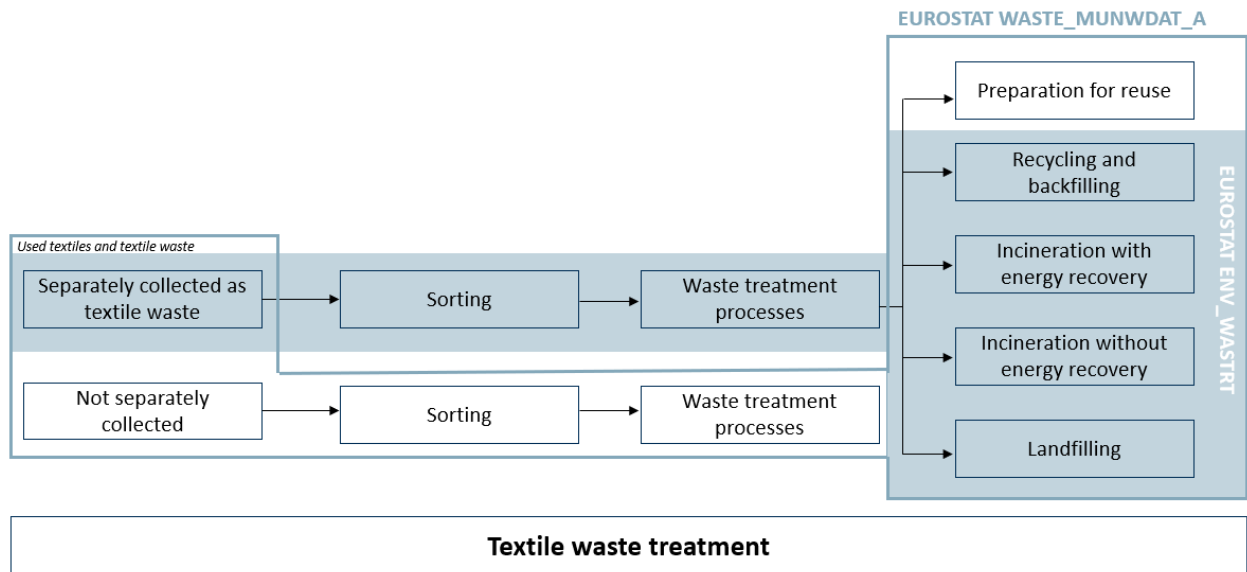 EUROSTAT WASTE_MUNWDAT_A
Preparation for reuse
Recycling and
backfilling
Incineration with
energy recovery
Incineration without
energy recovery
Landfilling
EUROSTAT ENV_WASTRT
Used textiles and textile waste
Separately collected as
textile waste
Sorting
Waste treatment
processes
Not separately
collected
Sorting
Waste treatment
processes
Textile waste treatment